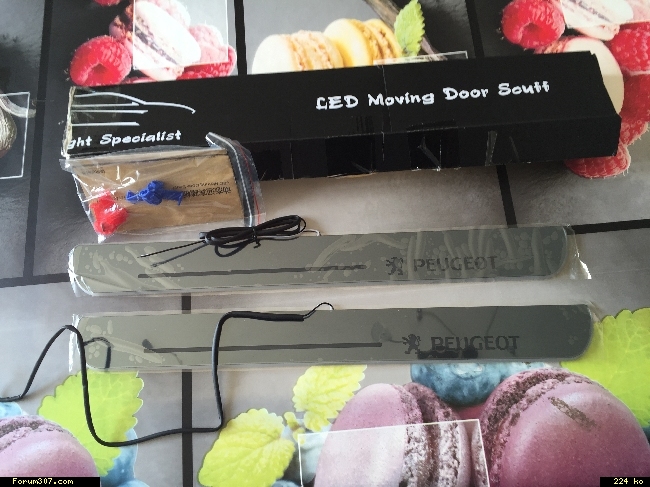 LED Moving Door Scuff
ght Specialist
PEUGEOT
PEUGEOT
Forum307.com
224 ko